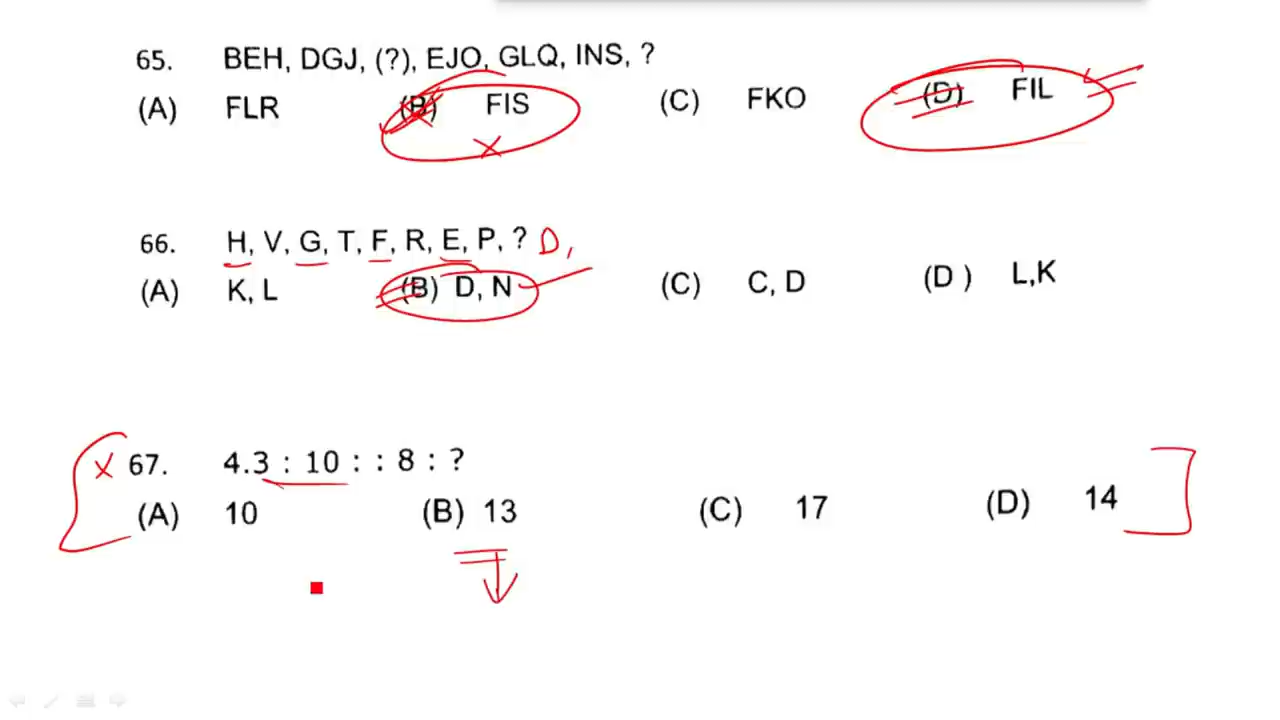 65. BEH, DGJ, (?), EJO, GLQ, INS, ?
(A) FLR (B) FIS (C) FKO (D) FIL
66. H, V, G, T, F, R, E, P, ? D,
(A) K, L (B) D, N (C) C, D (D ) L,K
67. 4.3 : 10 : : 8 : ?
(A) 10 (B) 13 (C) 17 (D) 14